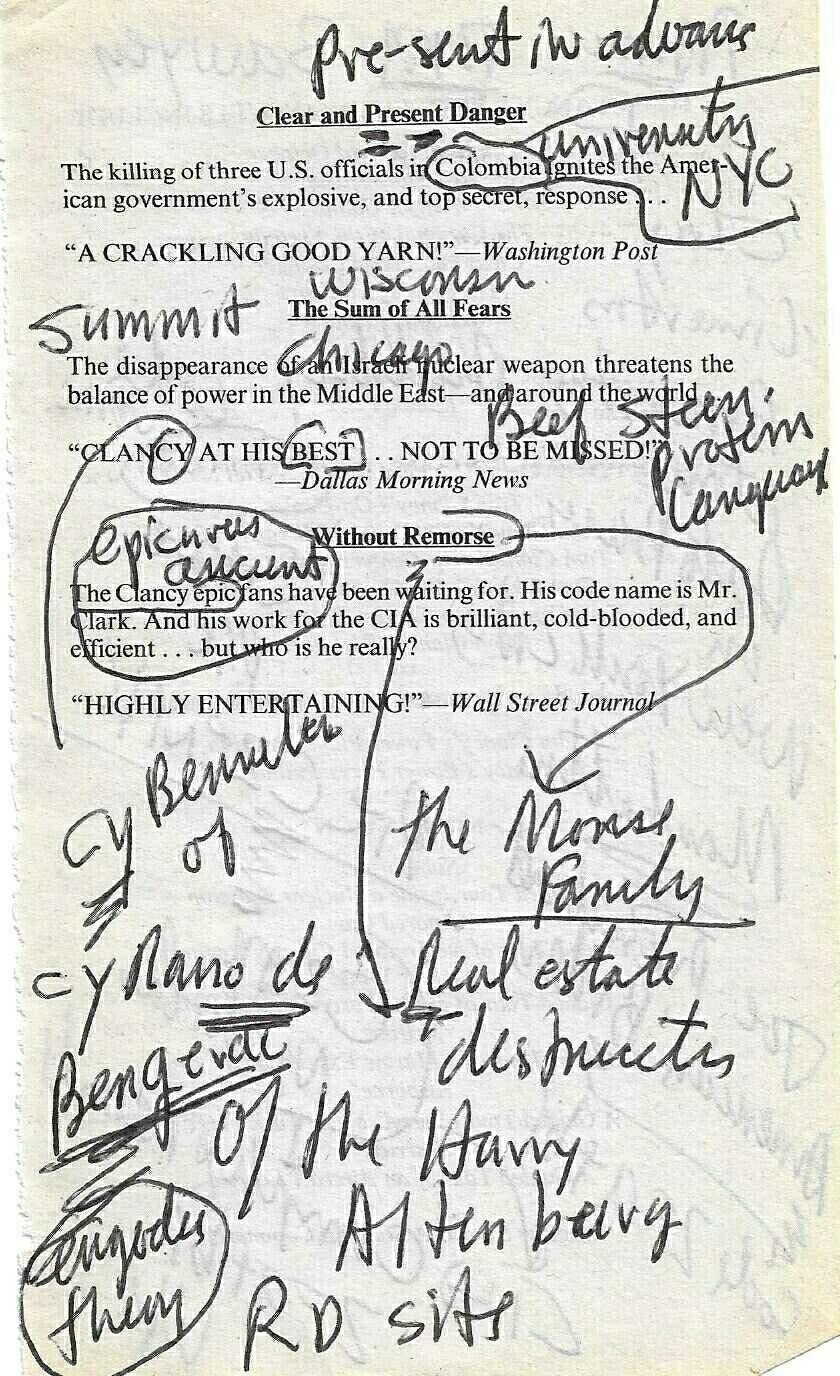 Pre-sent in advans
Clear and Present Danger
university
The killing of three U.S. officials in Colombia ignites the Amer-
NYC
ican government's explosive, and top secret, response . . .
"A CRACKLING GOOD YARN!"—Washington Post
Wisconsin
Summit
The Sum of All Fears
Chicago
The disappearance of an Israeli nuclear weapon threatens the
balance of power in the Middle East—and around the world . . .
Beef
"CLANCY AT HIS BEST . . . NOT TO BE MISSED!"
Protem
—Dallas Morning News
epicurus
Without Remorse
ancient
The Clancy epic fans have been waiting for. His code name is Mr.
Clark. And his work for the CIA is brilliant, cold-blooded, and
efficient . . . but who is he really?
"HIGHLY ENTERTAINING!"—Wall Street Journal
cy
of
the Morse
Family
cyRano de
Real estate
Bengerac
destructs
of the Harry
Altenberg
theory
RD sits